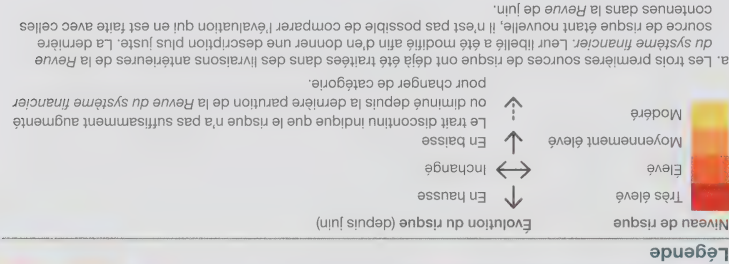 Légende
Niveau de risque
Évolution du risque (depuis juin)
Très élevé
En hausse
Élevé
Inchangé
Moyennement élevé
En baisse
Modéré
Le trait discontinu indique que le risque n'a pas suffisamment augmenté
ou diminué depuis la dernière parution de la Revue du système financier
pour changer de catégorie.
a. Les trois premières sources de risque ont déjà été traitées dans des livraisons antérieures de la Revue
du système financier. Leur libellé a été modifié afin d'en donner une description plus juste. La dernière
source de risque étant nouvelle, il n'est pas possible de comparer l'évaluation qui en est faite avec celles
contenues dans la Revue de juin.